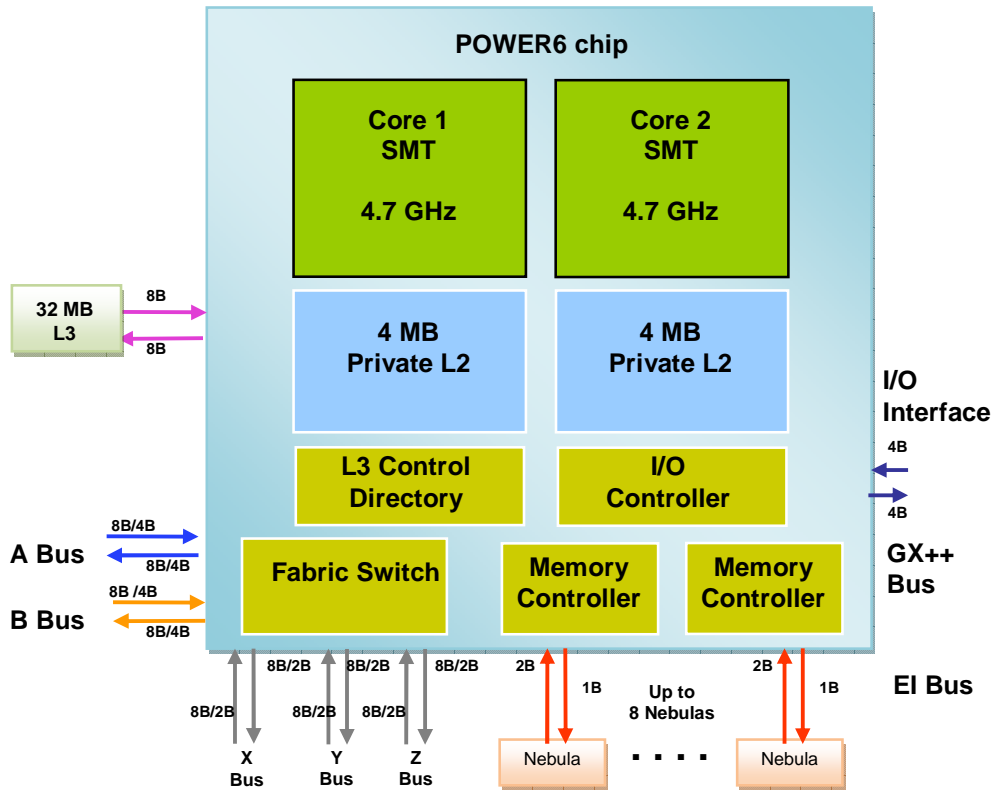 POWER6 chip
Core 1
SMT
4.7 GHz
Core 2
SMT
4.7 GHz
32 MB
L3
8B
8B
4 MB
Private L2
4 MB
Private L2
I/O
Interface
4B
4B
L3 Control
Directory
I/O
Controller
A Bus
8B/4B
8B/4B
B Bus
8B /4B
8B/4B
Fabric Switch
Memory
Controller
Memory
Controller
GX++
Bus
8B/2B
8B/2B
8B/2B
2B
2B
EI Bus
8B/2B
8B/2B
8B/2B
1B
1B
Up to
8 Nebulas
X
Bus
Y
Bus
Z
Bus
Nebula
. . . .
Nebula